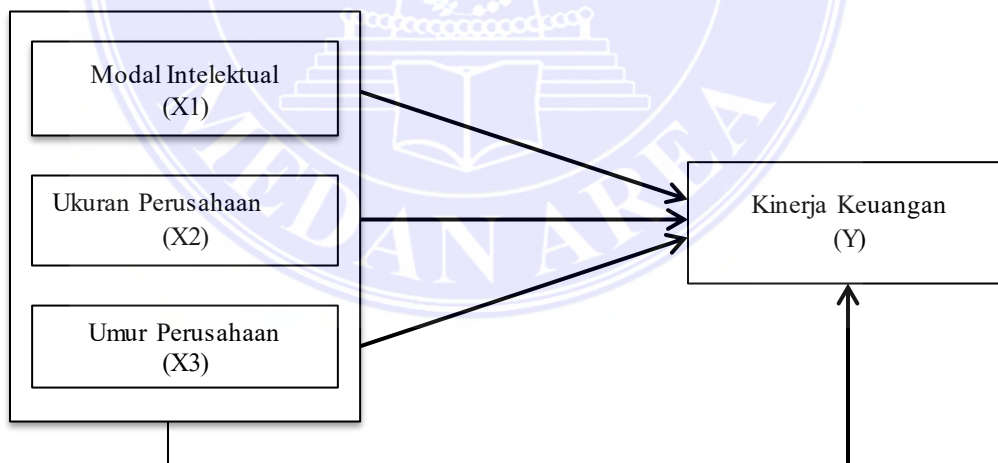 Modal Intelektual
(X1)
Ukuran Perusahaan
(X2)
Umur Perusahaan
(X3)
Kinerja Keuangan
(Y)
MEDAN AREA